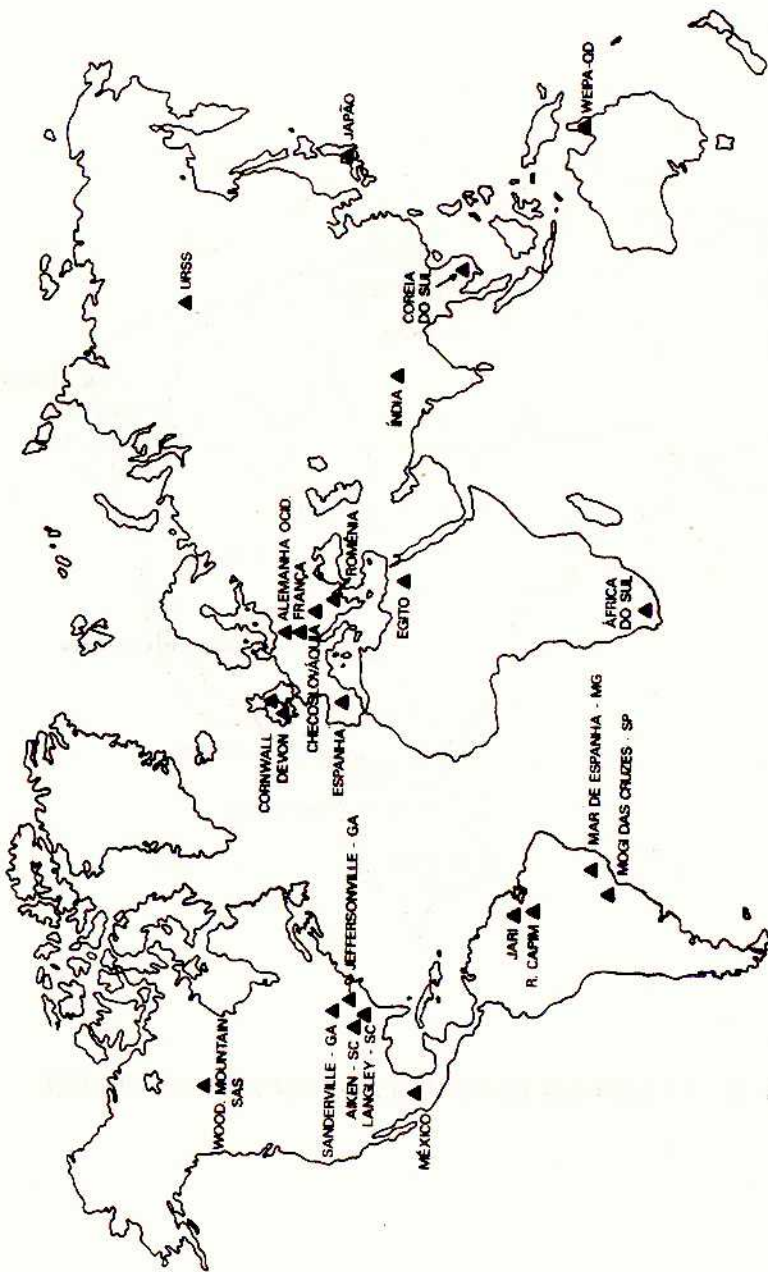 WOOD. MOUNTAIN
SAS
SANDERVILLE - GA
JEFFERSONVILLE - GA
AIKEN - SC
LANGLEY - SC
MÉXICO
JARI
R. CAPIM
MAR DE ESPANHA - MG
MOGI DAS CRUZES - SP
CORNWALL
DEVON
ALEMANHA OCID.
FRANÇA
CHECOSLOVÁQUIA
ROMÊNIA
ESPANHA
EGITO
ÁFRICA
DO SUL
URSS
ÍNDIA
COREIA
DO SUL
JAPÃO
WEIPA-QD